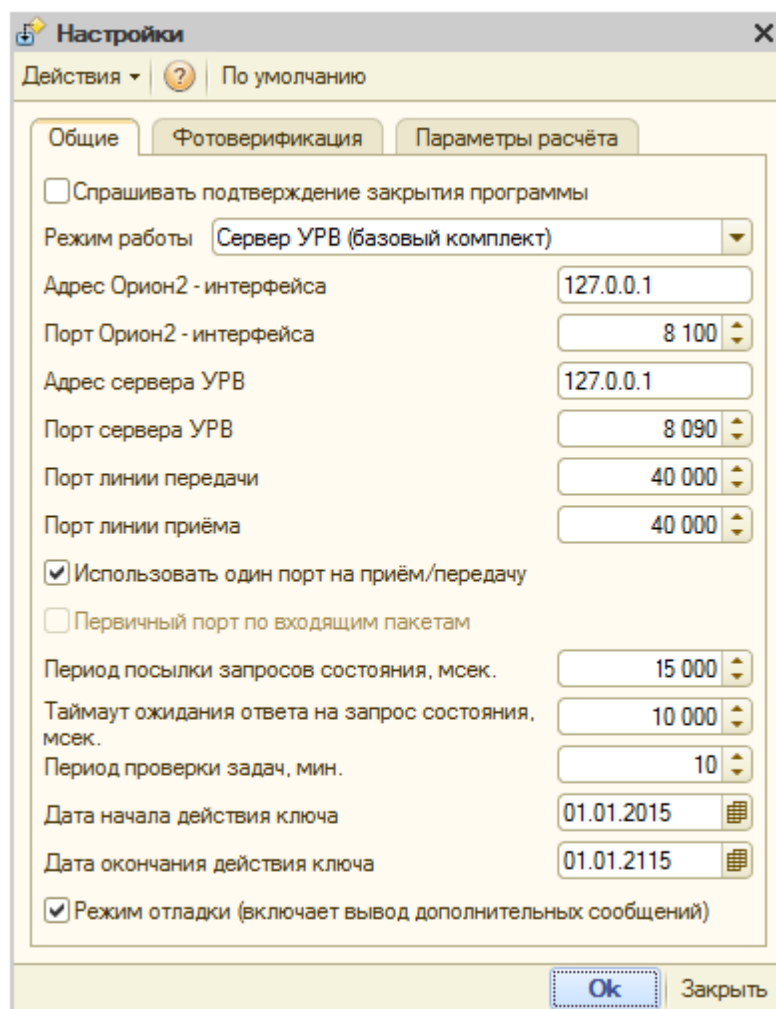 Настройки
Действия По умолчанию
Общие Фотоверификация Параметры расчёта
Спрашивать подтверждение закрытия программы
Режим работы Сервер УРВ (базовый комплект)
Адрес Орион2 - интерфейса 127.0.0.1
Порт Орион2 - интерфейса 8 100
Адрес сервера УРВ 127.0.0.1
Порт сервера УРВ 8 090
Порт линии передачи 40 000
Порт линии приёма 40 000
Использовать один порт на приём/передачу
Первичный порт по входящим пакетам
Период посылки запросов состояния, мсек. 15 000
Таймаут ожидания ответа на запрос состояния, 10 000
мсек.
Период проверки задач, мин. 10
Дата начала действия ключа 01.01.2015
Дата окончания действия ключа 01.01.2115
Режим отладки (включает вывод дополнительных сообщений)
Ok Закрыть